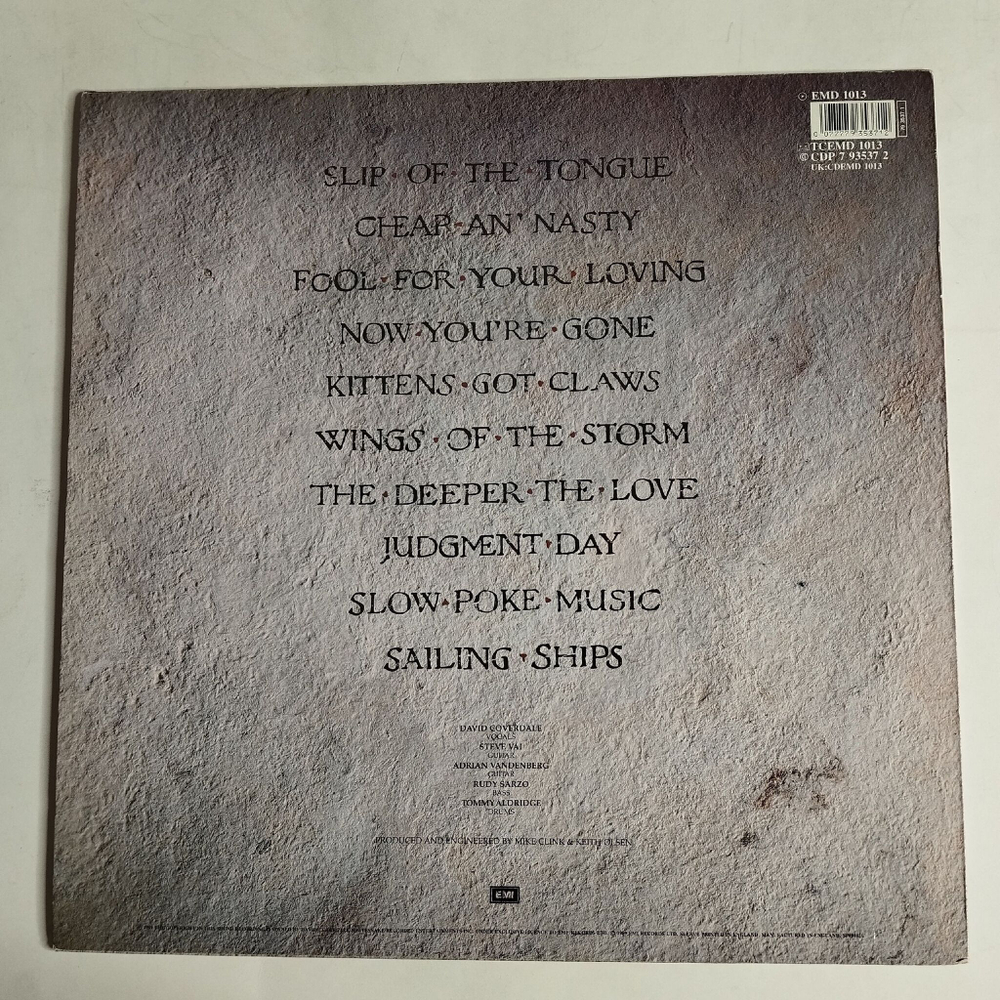 EMD 1013
TCEMD 1013
CDP 7 93537 2
UK:CDEMD 1013
SLIP · OF · THE · TONGUE
CHEAP · AN' NASTY
FOOL · FOR · YOUR · LOVING
NOW · YOU'RE · GONE
KITTENS · GOT · CLAWS
WINGS · OF · THE · STORM
THE · DEEPER · THE · LOVE
JUDGMENT · DAY
SLOW · POKE · MUSIC
SAILING · SHIPS
DAVID COVERDALE
VOCALS
STEVE VAI
GUITAR
ADRIAN VANDENBERG
GUITAR
RUDY SARZO
BASS
TOMMY ALDRIDGE
DRUMS
PRODUCED AND ENGINEERED BY MIKE CLINK & KEITH OLSEN
EMI